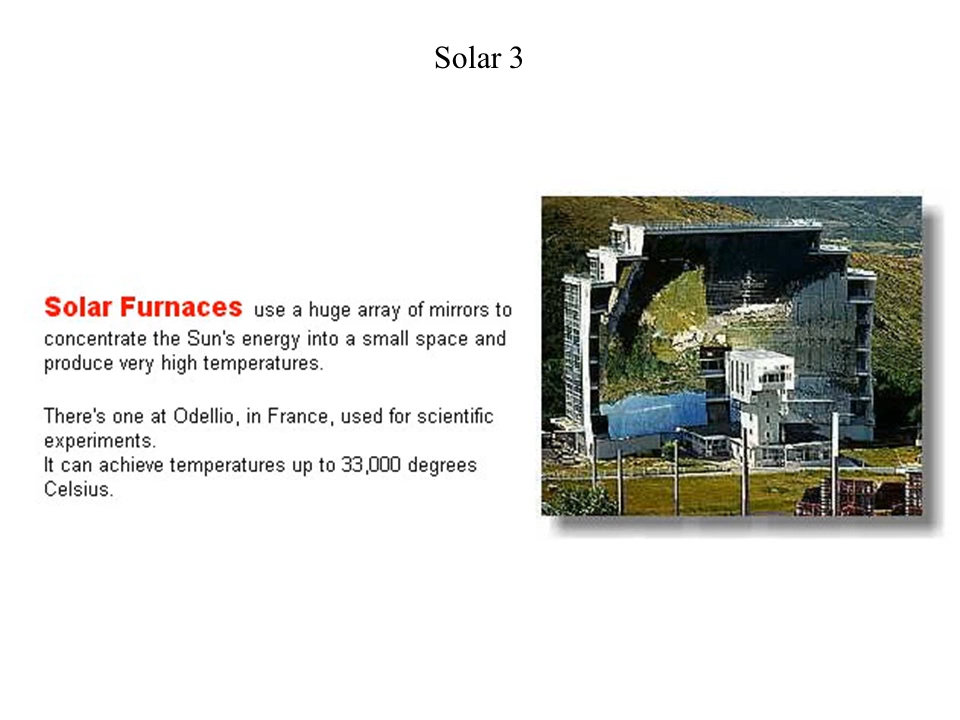 Solar 3
Solar Furnaces use a huge array of mirrors to
concentrate the Sun's energy into a small space and
produce very high temperatures.
There's one at Odellio, in France, used for scientific
experiments.
It can achieve temperatures up to 33,000 degrees
Celsius.